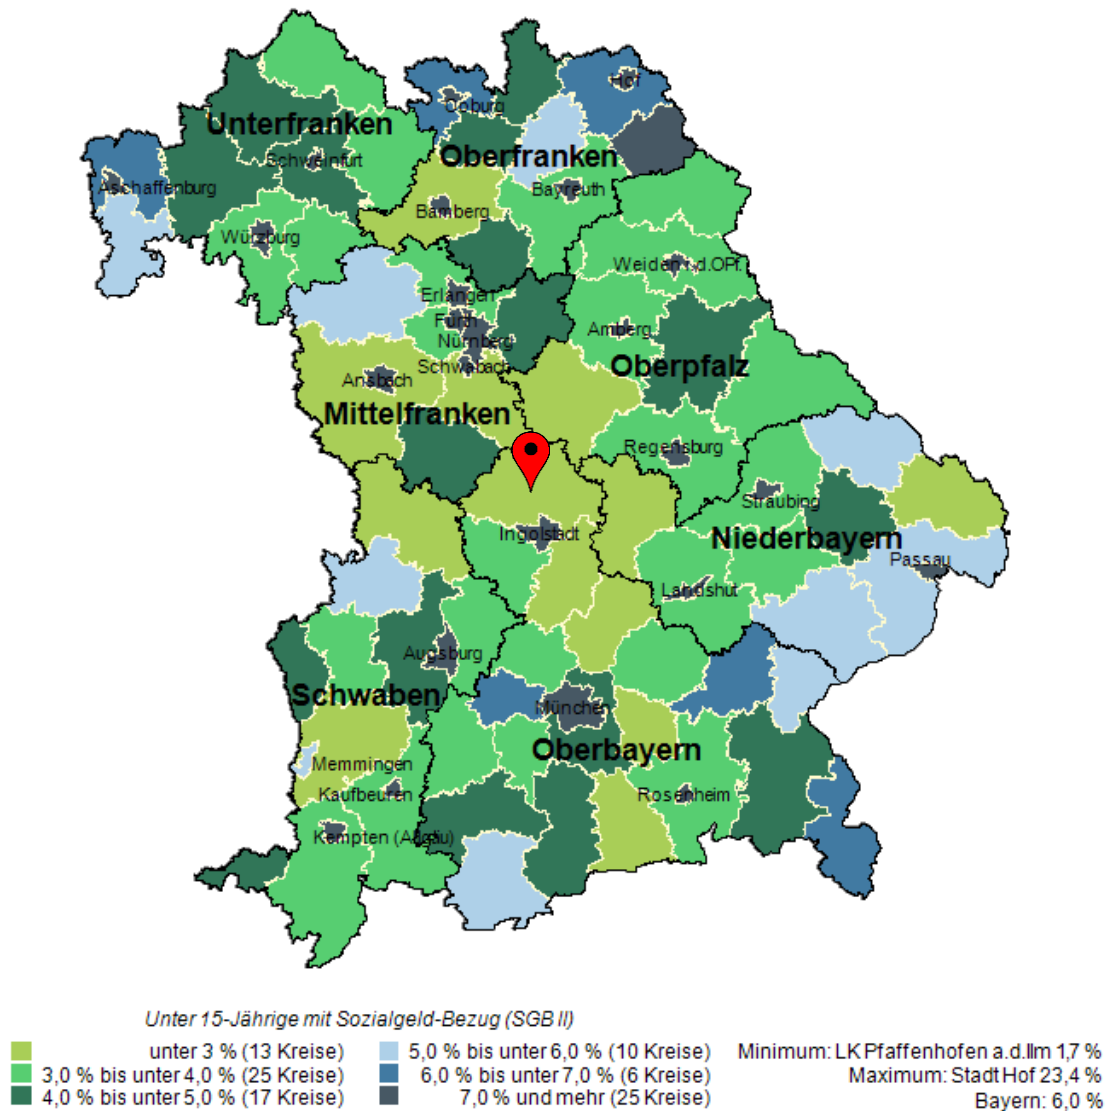 Hof
Coburg
Unterfranken
Oberfranken
Schweinfurt
Aschaffenburg
Bayreuth
Bamberg
Würzburg
Weiden i.d.OPf.
Erlangen
Fürth
Amberg
Nürnberg
Schwabach
Oberpfalz
Ansbach
Mittelfranken
Regensburg
Straubing
Ingolstadt
Niederbayern
Passau
Landshut
Augsburg
Schwaben
München
Oberbayern
Memmingen
Kaufbeuren
Rosenheim
Kempten (Allgäu)
Unter 15-Jährige mit Sozialgeld-Bezug (SGB II)
unter 3 % (13 Kreise)
3,0 % bis unter 4,0 % (25 Kreise)
4,0 % bis unter 5,0 % (17 Kreise)
5,0 % bis unter 6,0 % (10 Kreise)
6,0 % bis unter 7,0 % (6 Kreise)
7,0 % und mehr (25 Kreise)
Minimum: LK Pfaffenhofen a.d.Ilm 1,7 %
Maximum: Stadt Hof 23,4 %
Bayern: 6,0 %